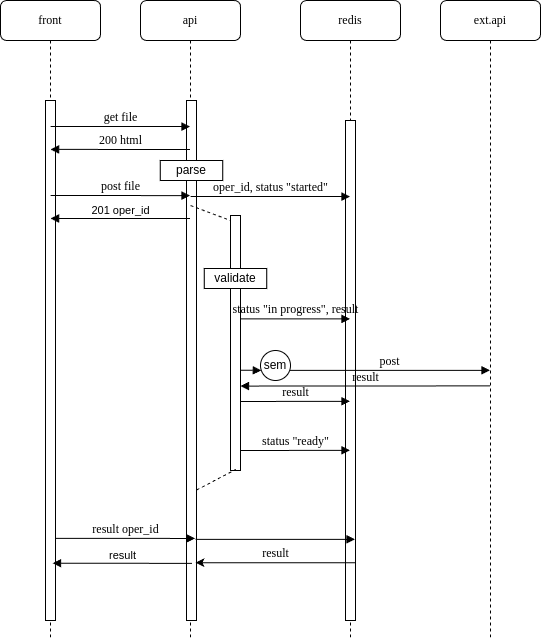 front
api
redis
ext.api
get file
200 html
parse
post file
oper_id, status "started"
201 oper_id
validate
status "in progress", result
sem
post
result
result
status "ready"
result oper_id
result
result